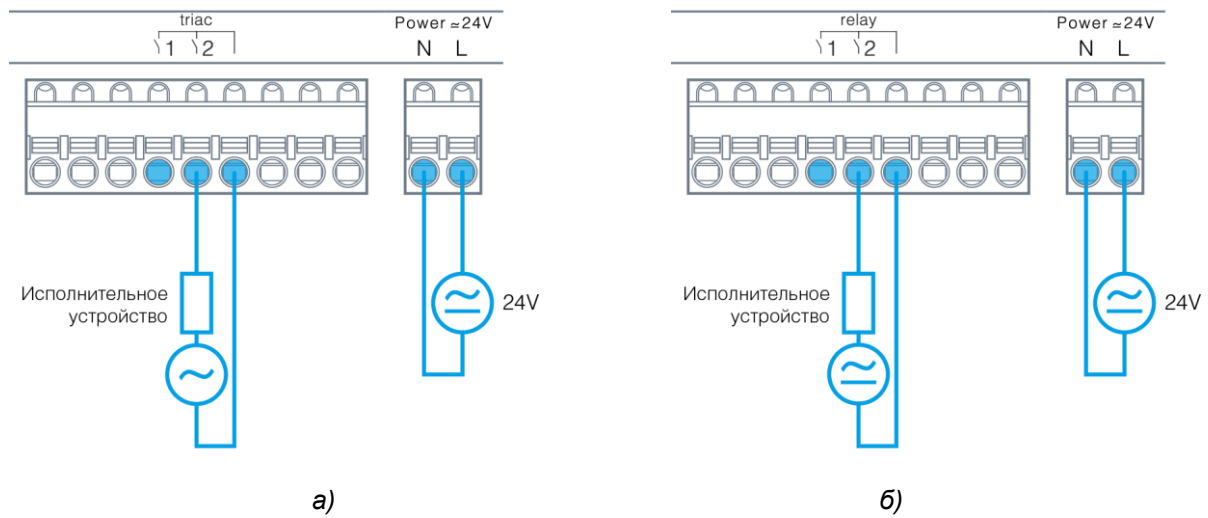 triac
1 2
Power ≃24V
N L
Исполнительное
устройство
24V
а)
relay
1 2
Power ≃24V
N L
Исполнительное
устройство
24V
б)